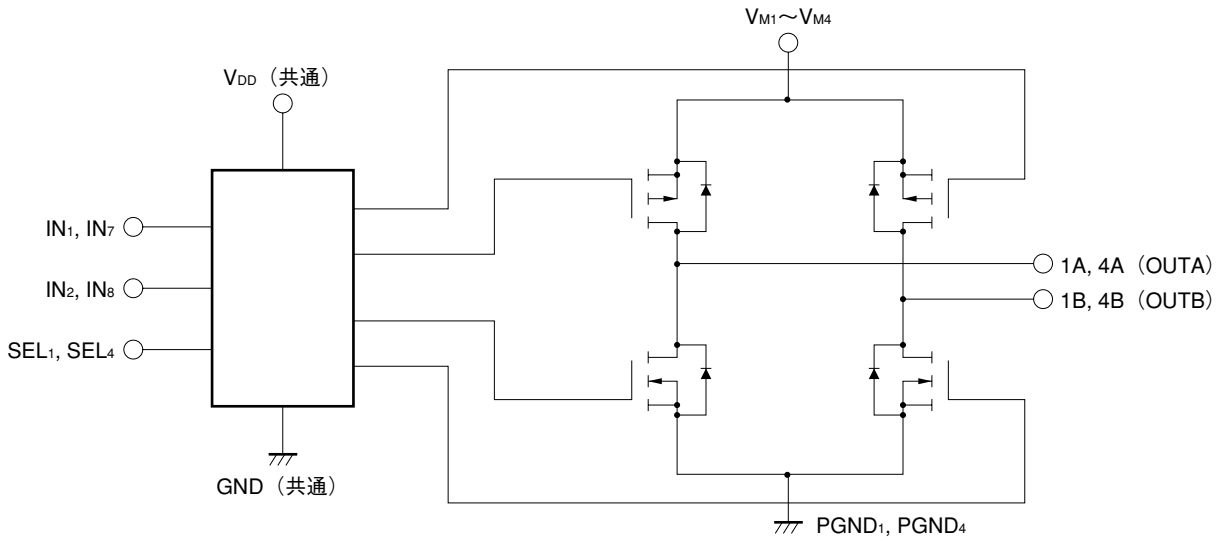 VM1～VM4
VDD（共通）
IN1, IN7
IN2, IN8
SEL1, SEL4
1A, 4A（OUTA）
1B, 4B（OUTB）
GND（共通）
PGND1, PGND4